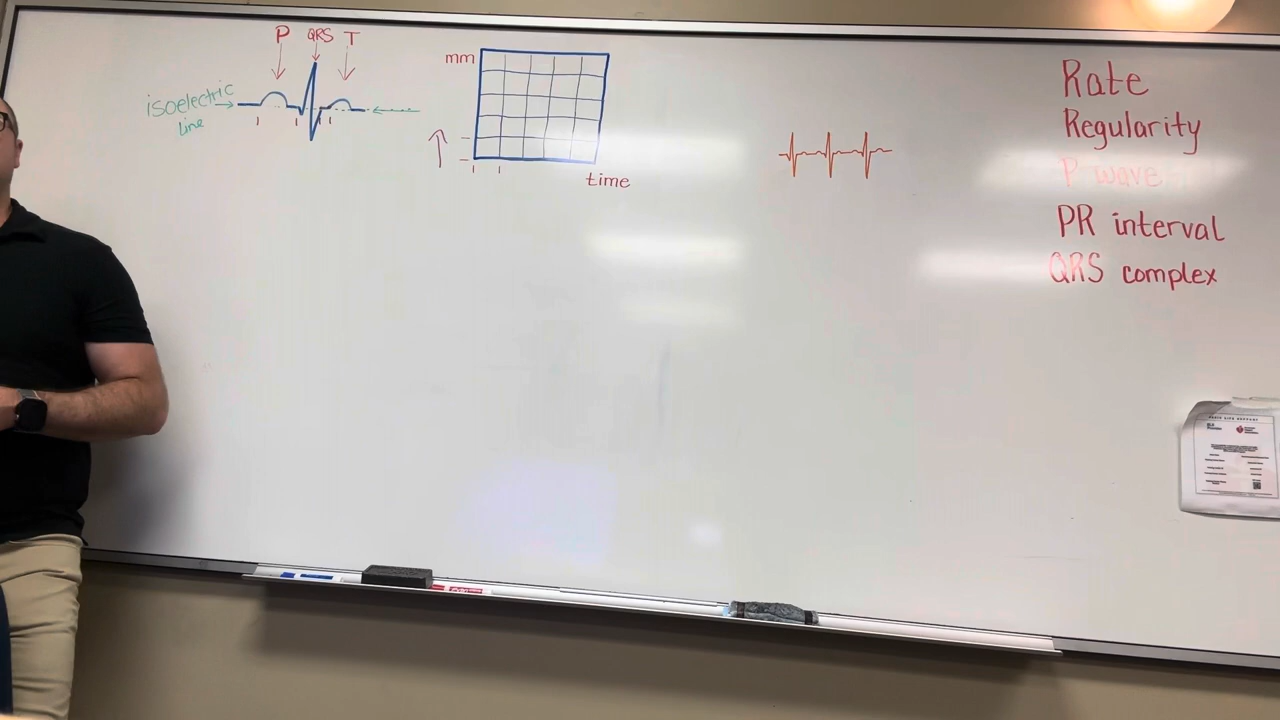 P QRS T
isoelectric
line
mm
time
Rate
Regularity
P wave
PR interval
QRS complex